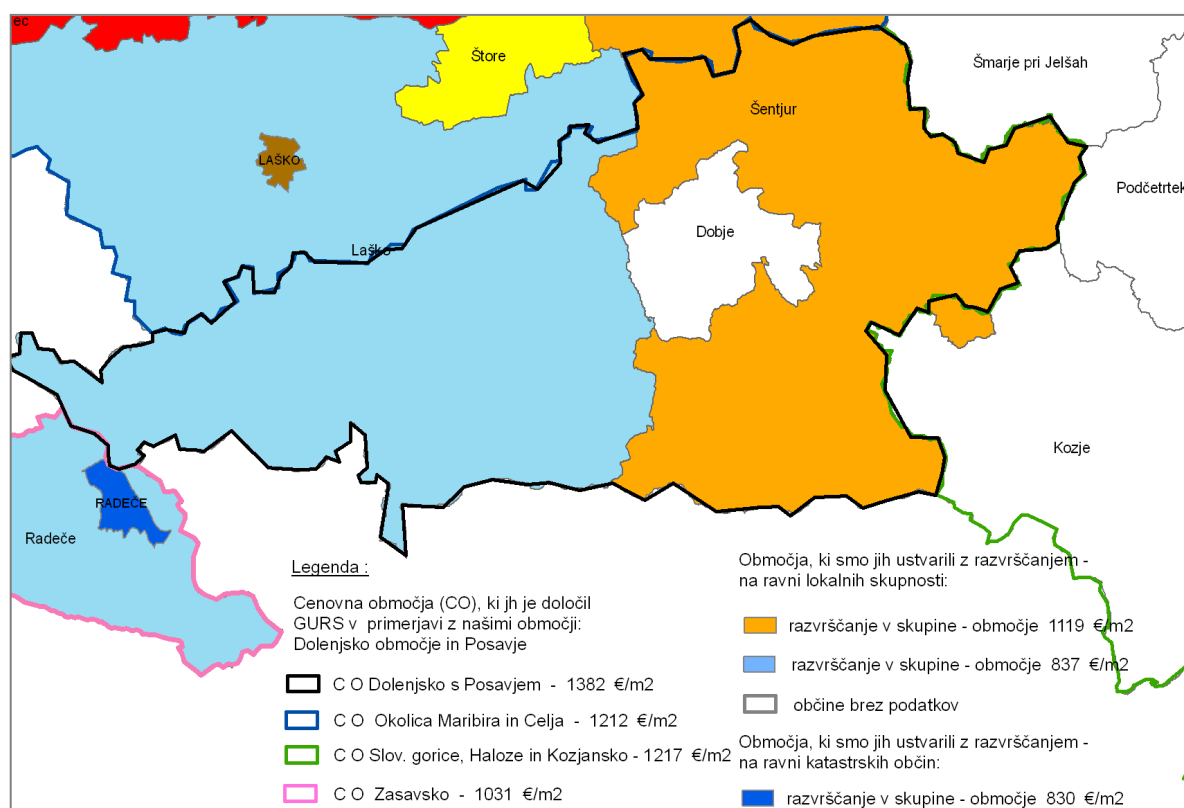 ec
Štore
Šmarje pri Jelšah
Šentjur
LAŠKO
Podčetrtek
Dobje
Laško
Kozje
RADEČE
Radeče
Legenda :
Cenovna območja (CO), ki jh je določil
GURS v primerjavi z našimi območji:
Dolenjsko območje in Posavje
C O Dolenjsko s Posavjem - 1382 €/m2
C O Okolica Maribira in Celja - 1212 €/m2
C O Slov. gorice, Haloze in Kozjansko - 1217 €/m2
C O Zasavsko - 1031 €/m2
Območja, ki smo jih ustvarili z razvrščanjem -
na ravni lokalnih skupnosti:
razvrščanje v skupine - območje 1119 €/m2
razvrščanje v skupine - območje 837 €/m2
občine brez podatkov
Območja, ki smo jih ustvarili z razvrščanjem -
na ravni katastrskih občin:
razvrščanje v skupine - območje 830 €/m2